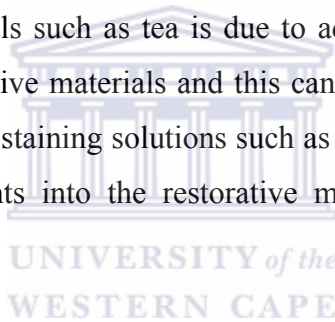 ls such as tea is due to ad
ive materials and this can
staining solutions such as
nts into the restorative m
UNIVERSITY of the
WESTERN CAPE